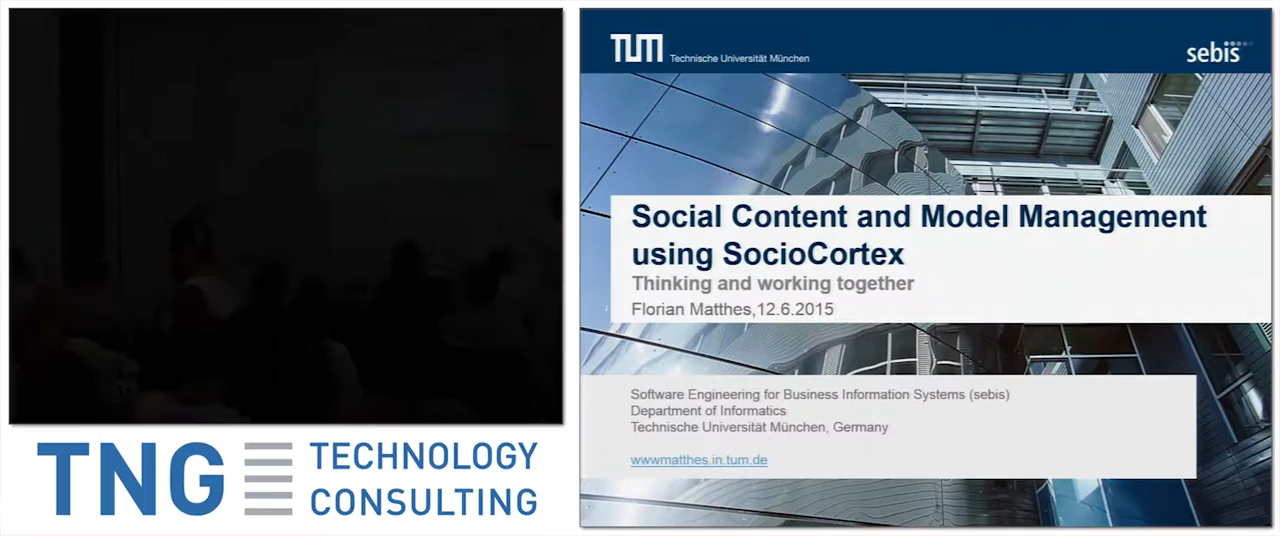 TUM Technische Universität München
sebis
Social Content and Model Management
using SocioCortex
Thinking and working together
Florian Matthes,12.6.2015
Software Engineering for Business Information Systems (sebis)
Department of Informatics
Technische Universität München, Germany
wwwmatthes.in.tum.de
TNG TECHNOLOGY
CONSULTING